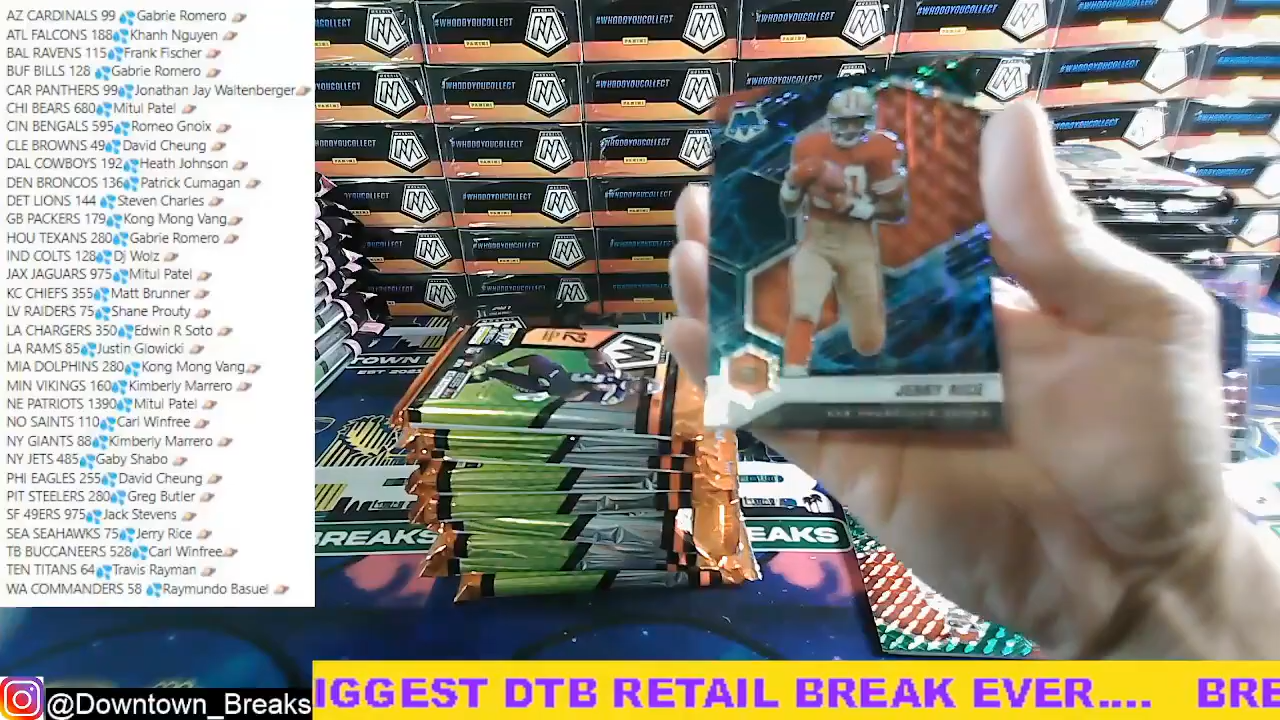 AZ CARDINALS 99 Gabrie Romero
ATL FALCONS 188 Khanh Nguyen
BAL RAVENS 115 Frank Fischer
BUF BILLS 128 Gabrie Romero
CAR PANTHERS 99 Jonathan Jay Waltenberger
CHI BEARS 680 Mitul Patel
CIN BENGALS 595 Romeo Gnoix
CLE BROWNS 49 David Cheung
DAL COWBOYS 192 Heath Johnson
DEN BRONCOS 136 Patrick Cumagan
DET LIONS 144 Steven Charles
GB PACKERS 179 Kong Mong Vang
HOU TEXANS 280 Gabrie Romero
IND COLTS 128 DJ Wolz
JAX JAGUARS 975 Mitul Patel
KC CHIEFS 355 Matt Brunner
LV RAIDERS 75 Shane Prouty
LA CHARGERS 350 Edwin R Soto
LA RAMS 85 Justin Glowicki
MIA DOLPHINS 280 Kong Mong Vang
MIN VIKINGS 160 Kimberly Marrero
NE PATRIOTS 1390 Mitul Patel
NO SAINTS 110 Carl Winfree
NY GIANTS 88 Kimberly Marrero
NY JETS 485 Gaby Shabo
PHI EAGLES 255 David Cheung
PIT STEELERS 280 Greg Butler
SF 49ERS 975 Jack Stevens
SEA SEAHAWKS 75 Jerry Rice
TB BUCCANEERS 528 Carl Winfree
TEN TITANS 64 Travis Rayman
WA COMMANDERS 58 Raymundo Basuel
#WHODOYOUCOLLECT
PANINI
JERRY RICE
BREAKS
EAKS
@Downtown_Breaks
IGGEST DTB RETAIL BREAK EVER.... BRE